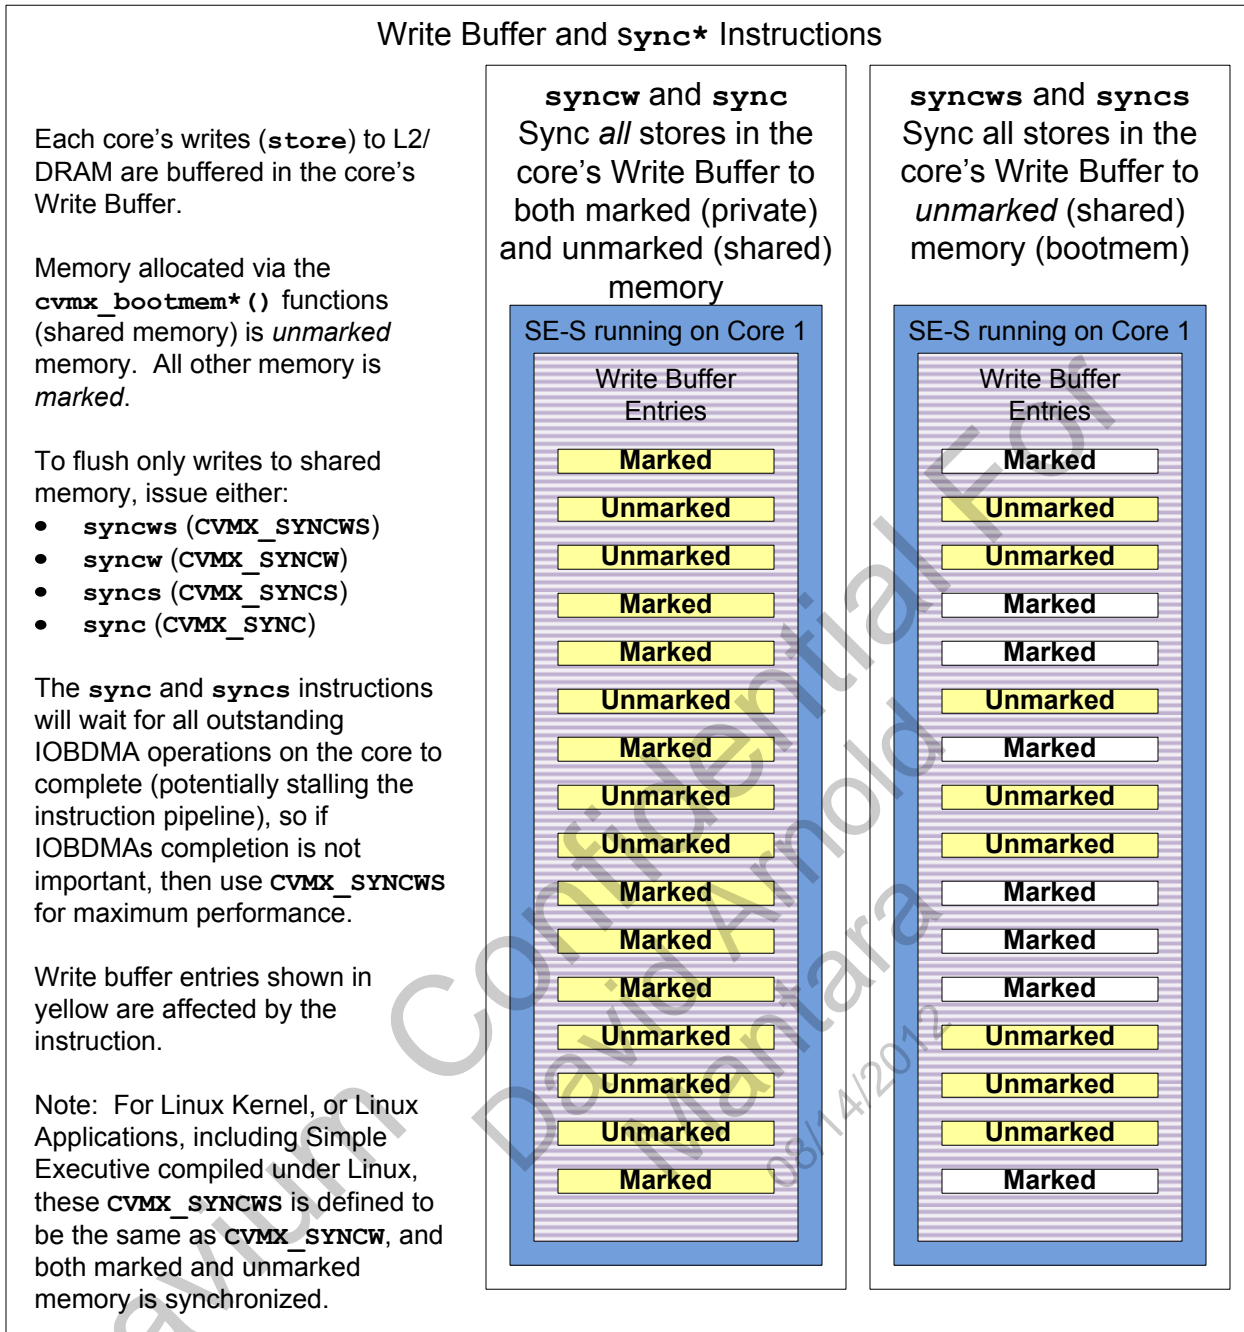 Write Buffer and sync* Instructions
Each core's writes (store) to L2/
DRAM are buffered in the core's
Write Buffer.
Memory allocated via the
cvmx_bootmem*() functions
(shared memory) is unmarked
memory.  All other memory is
marked.
To flush only writes to shared
memory, issue either:
• syncws (CVMX_SYNCWS)
• syncw (CVMX_SYNCW)
• syncs (CVMX_SYNCS)
• sync (CVMX_SYNC)
The sync and syncs instructions
will wait for all outstanding
IOBDMA operations on the core to
complete (potentially stalling the
instruction pipeline), so if
IOBDMAs completion is not
important, then use CVMX_SYNCWS
for maximum performance.
Write buffer entries shown in
yellow are affected by the
instruction.
Note:  For Linux Kernel, or Linux
Applications, including Simple
Executive compiled under Linux,
these CVMX_SYNCWS is defined to
be the same as CVMX_SYNCW, and
both marked and unmarked
memory is synchronized.
syncw and sync
Sync all stores in the
core's Write Buffer to
both marked (private)
and unmarked (shared)
memory
SE-S running on Core 1
Write Buffer
Entries
Marked
Unmarked
Unmarked
Marked
Marked
Unmarked
Marked
Unmarked
Unmarked
Marked
Marked
Marked
Unmarked
Unmarked
Unmarked
Marked
syncws and syncs
Sync all stores in the
core's Write Buffer to
unmarked (shared)
memory (bootmem)
SE-S running on Core 1
Write Buffer
Entries
Marked
Unmarked
Unmarked
Marked
Marked
Unmarked
Marked
Unmarked
Unmarked
Marked
Marked
Marked
Unmarked
Unmarked
Unmarked
Marked
avium Confidential For
David Arnold
Mantara
08/14/2012